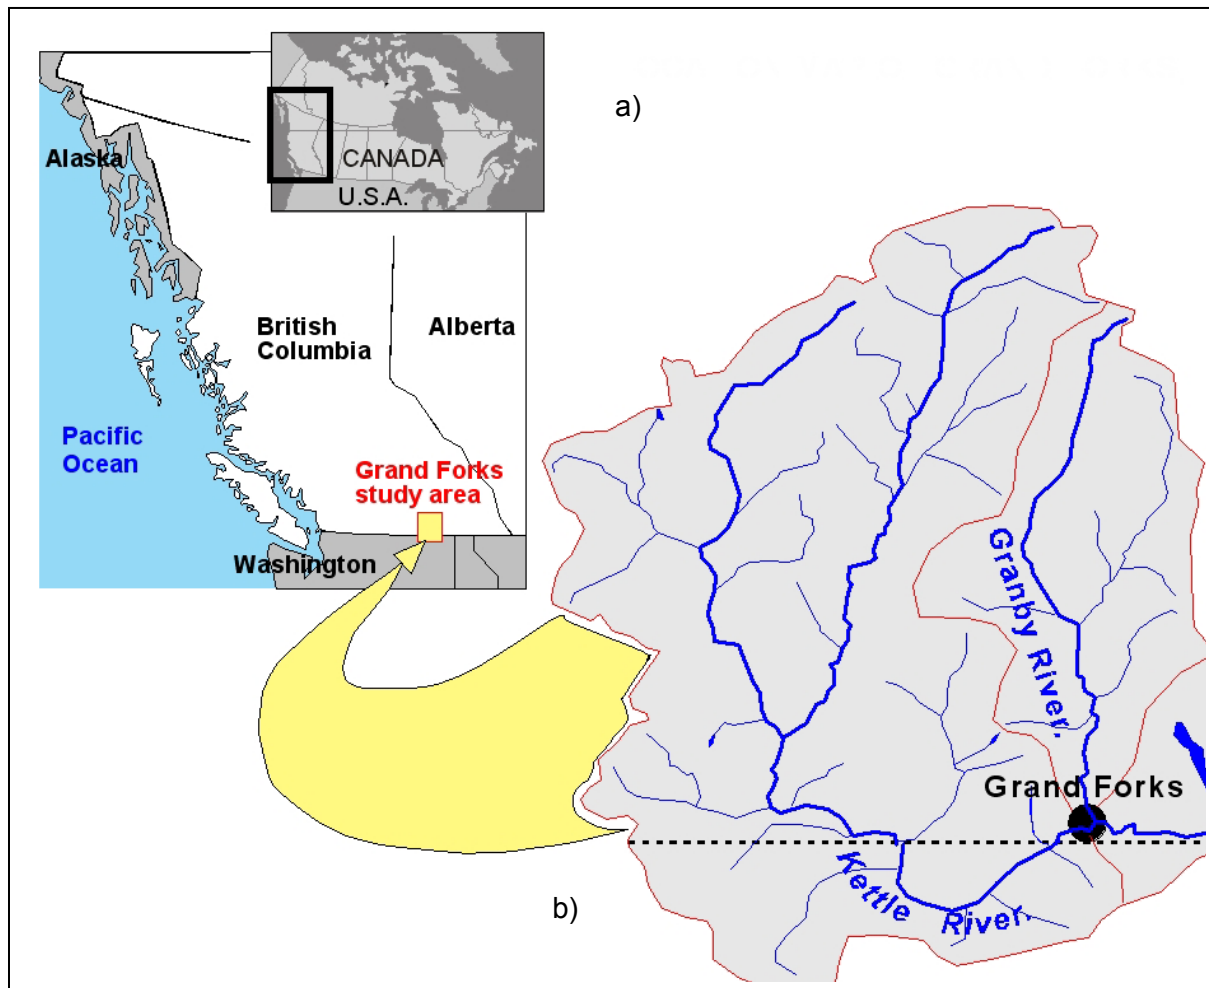 a)
Alaska
CANADA
U.S.A.
British
Columbia
Alberta
Pacific
Ocean
Grand Forks
study area
Washington
Granby River.
Grand Forks
Kettle River.
b)